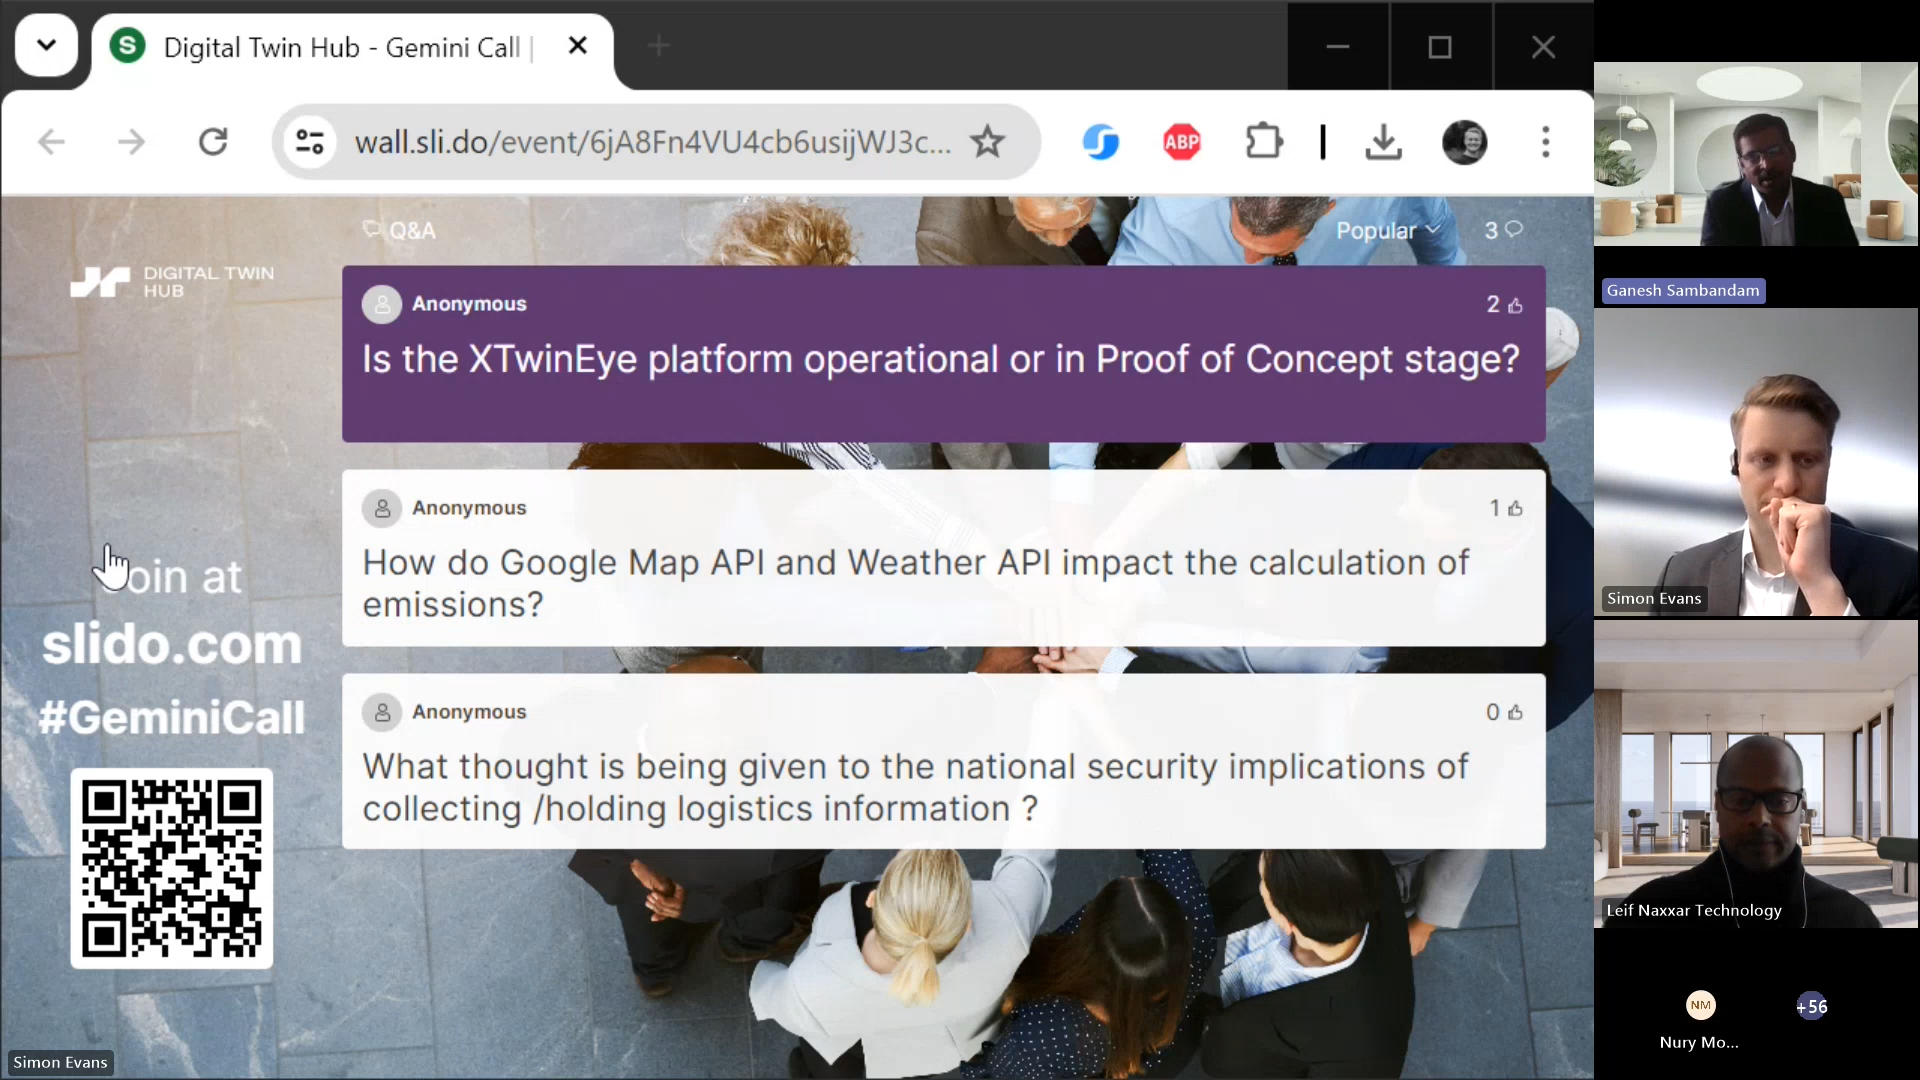 Digital Twin Hub - Gemini Call |
wall.sli.do/event/6jA8Fn4VU4cb6usijWJ3c...
ABP
Q&A
Popular
3
DIGITAL TWIN
HUB
Anonymous
2
Is the XTwinEye platform operational or in Proof of Concept stage?
Anonymous
1
How do Google Map API and Weather API impact the calculation of
emissions?
Anonymous
0
What thought is being given to the national security implications of
collecting /holding logistics information ?
Join at
slido.com
#GeminiCall
Simon Evans
Ganesh Sambandam
Simon Evans
Leif Naxxar Technology
NM
+56
Nury Mo...